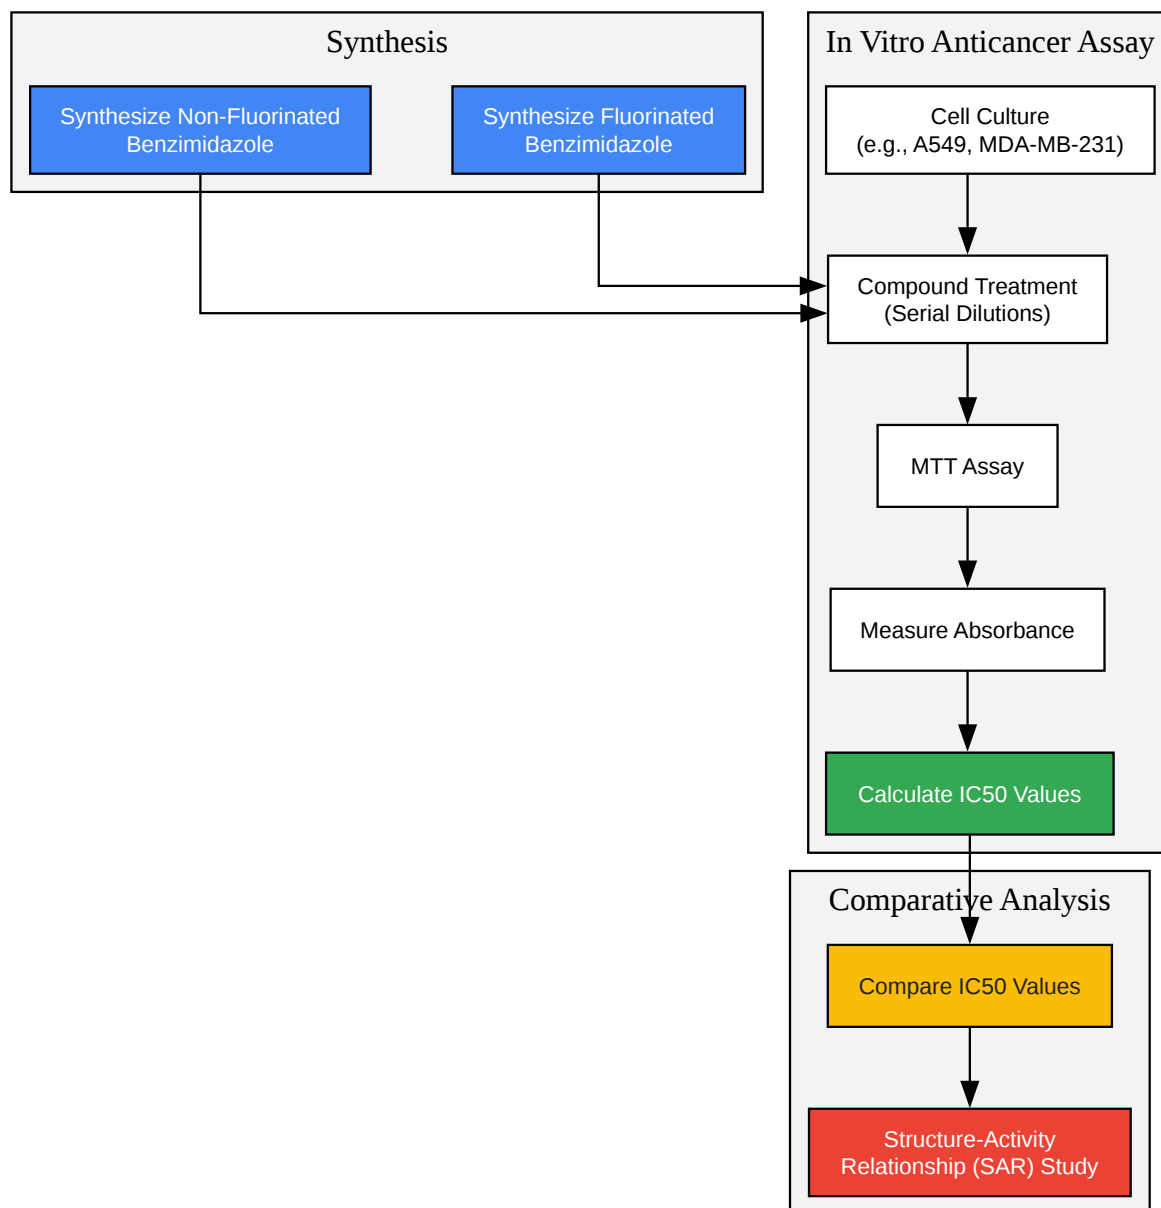 Synthesis
Synthesize Non-Fluorinated
Benzimidazole
Synthesize Fluorinated
Benzimidazole
In Vitro Anticancer Assay
Cell Culture
(e.g., A549, MDA-MB-231)
Compound Treatment
(Serial Dilutions)
MTT Assay
Measure Absorbance
Calculate IC50 Values
Comparative Analysis
Compare IC50 Values
Structure-Activity
Relationship (SAR) Study